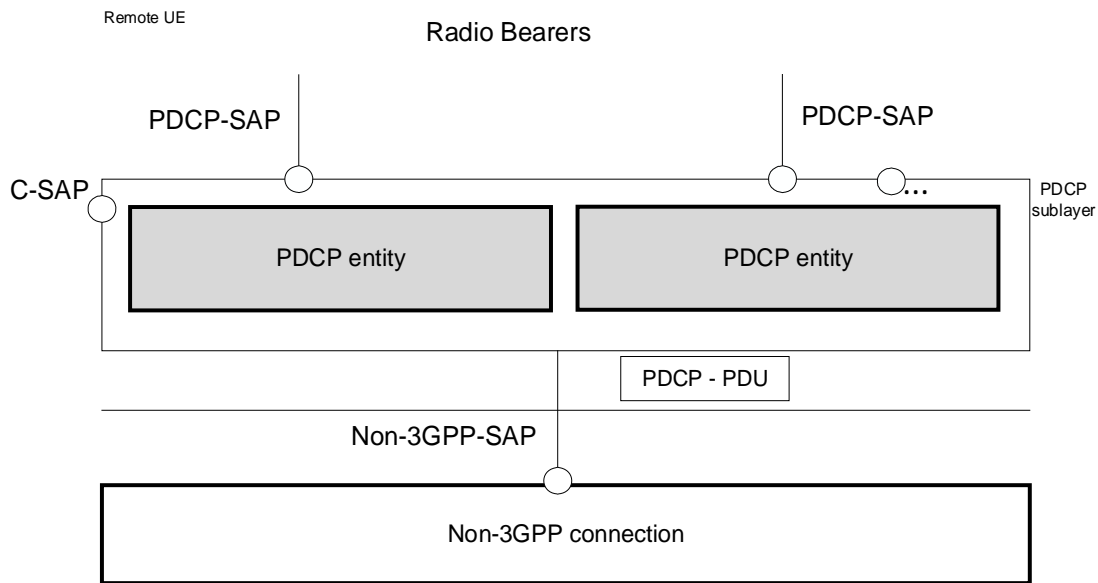 Remote UE
Radio Bearers
PDCP-SAP
PDCP-SAP
C-SAP
...
PDCP
sublayer
PDCP entity
PDCP entity
PDCP - PDU
Non-3GPP-SAP
Non-3GPP connection